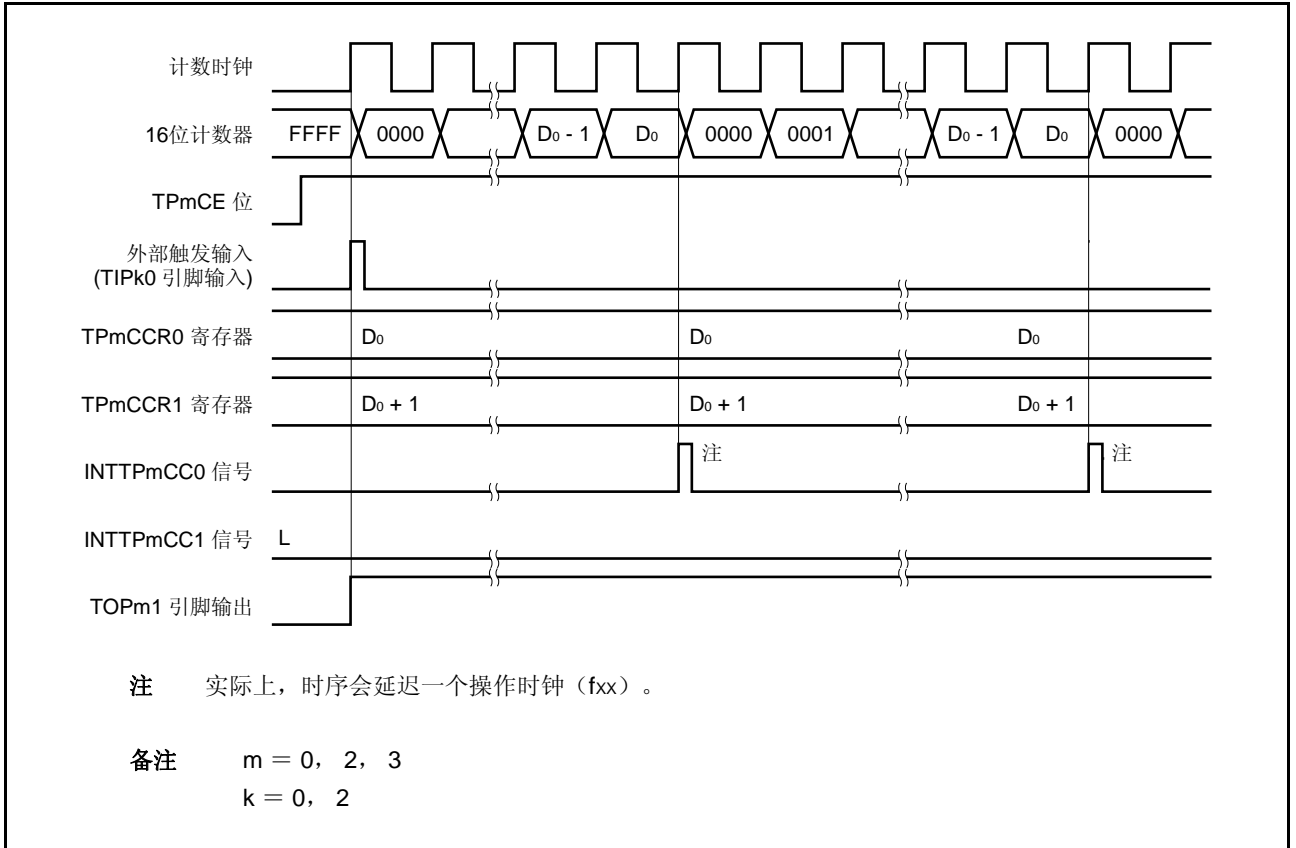 计数时钟
16位计数器 FFFF 0000 D0 - 1 D0 0000 0001 D0 - 1 D0 0000
TPmCE 位
外部触发输入
(TIPk0 引脚输入)
TPmCCR0 寄存器 D0 D0 D0
TPmCCR1 寄存器 D0 + 1 D0 + 1 D0 + 1
INTTPmCC0 信号 注 注
INTTPmCC1 信号 L
TOPm1 引脚输出
注 实际上，时序会延迟一个操作时钟（fxx）。
备注 m＝0， 2， 3
k＝0， 2